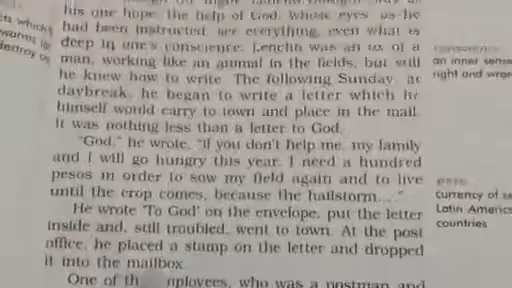 his one hope: the help of God, whose eyes, as he
had been instructed, see everything, even what is
deep in one's conscience. Lencho was an ox of a
man, working like an animal in the fields, but still
he knew how to write. The following Sunday, at
daybreak, he began to write a letter which he
himself would carry to town and place in the mail.
It was nothing less than a letter to God.
"God," he wrote, "if you don't help me, my family
and I will go hungry this year. I need a hundred
pesos in order to sow my field again and to live
until the crop comes, because the hailstorm..."
He wrote 'To God' on the envelope, put the letter
inside and, still troubled, went to town. At the post
office, he placed a stamp on the letter and dropped
it into the mailbox.
One of
who was a postman and
which
destroy
conscience
an inner sense
right and
peso
currency of
Latin
countries